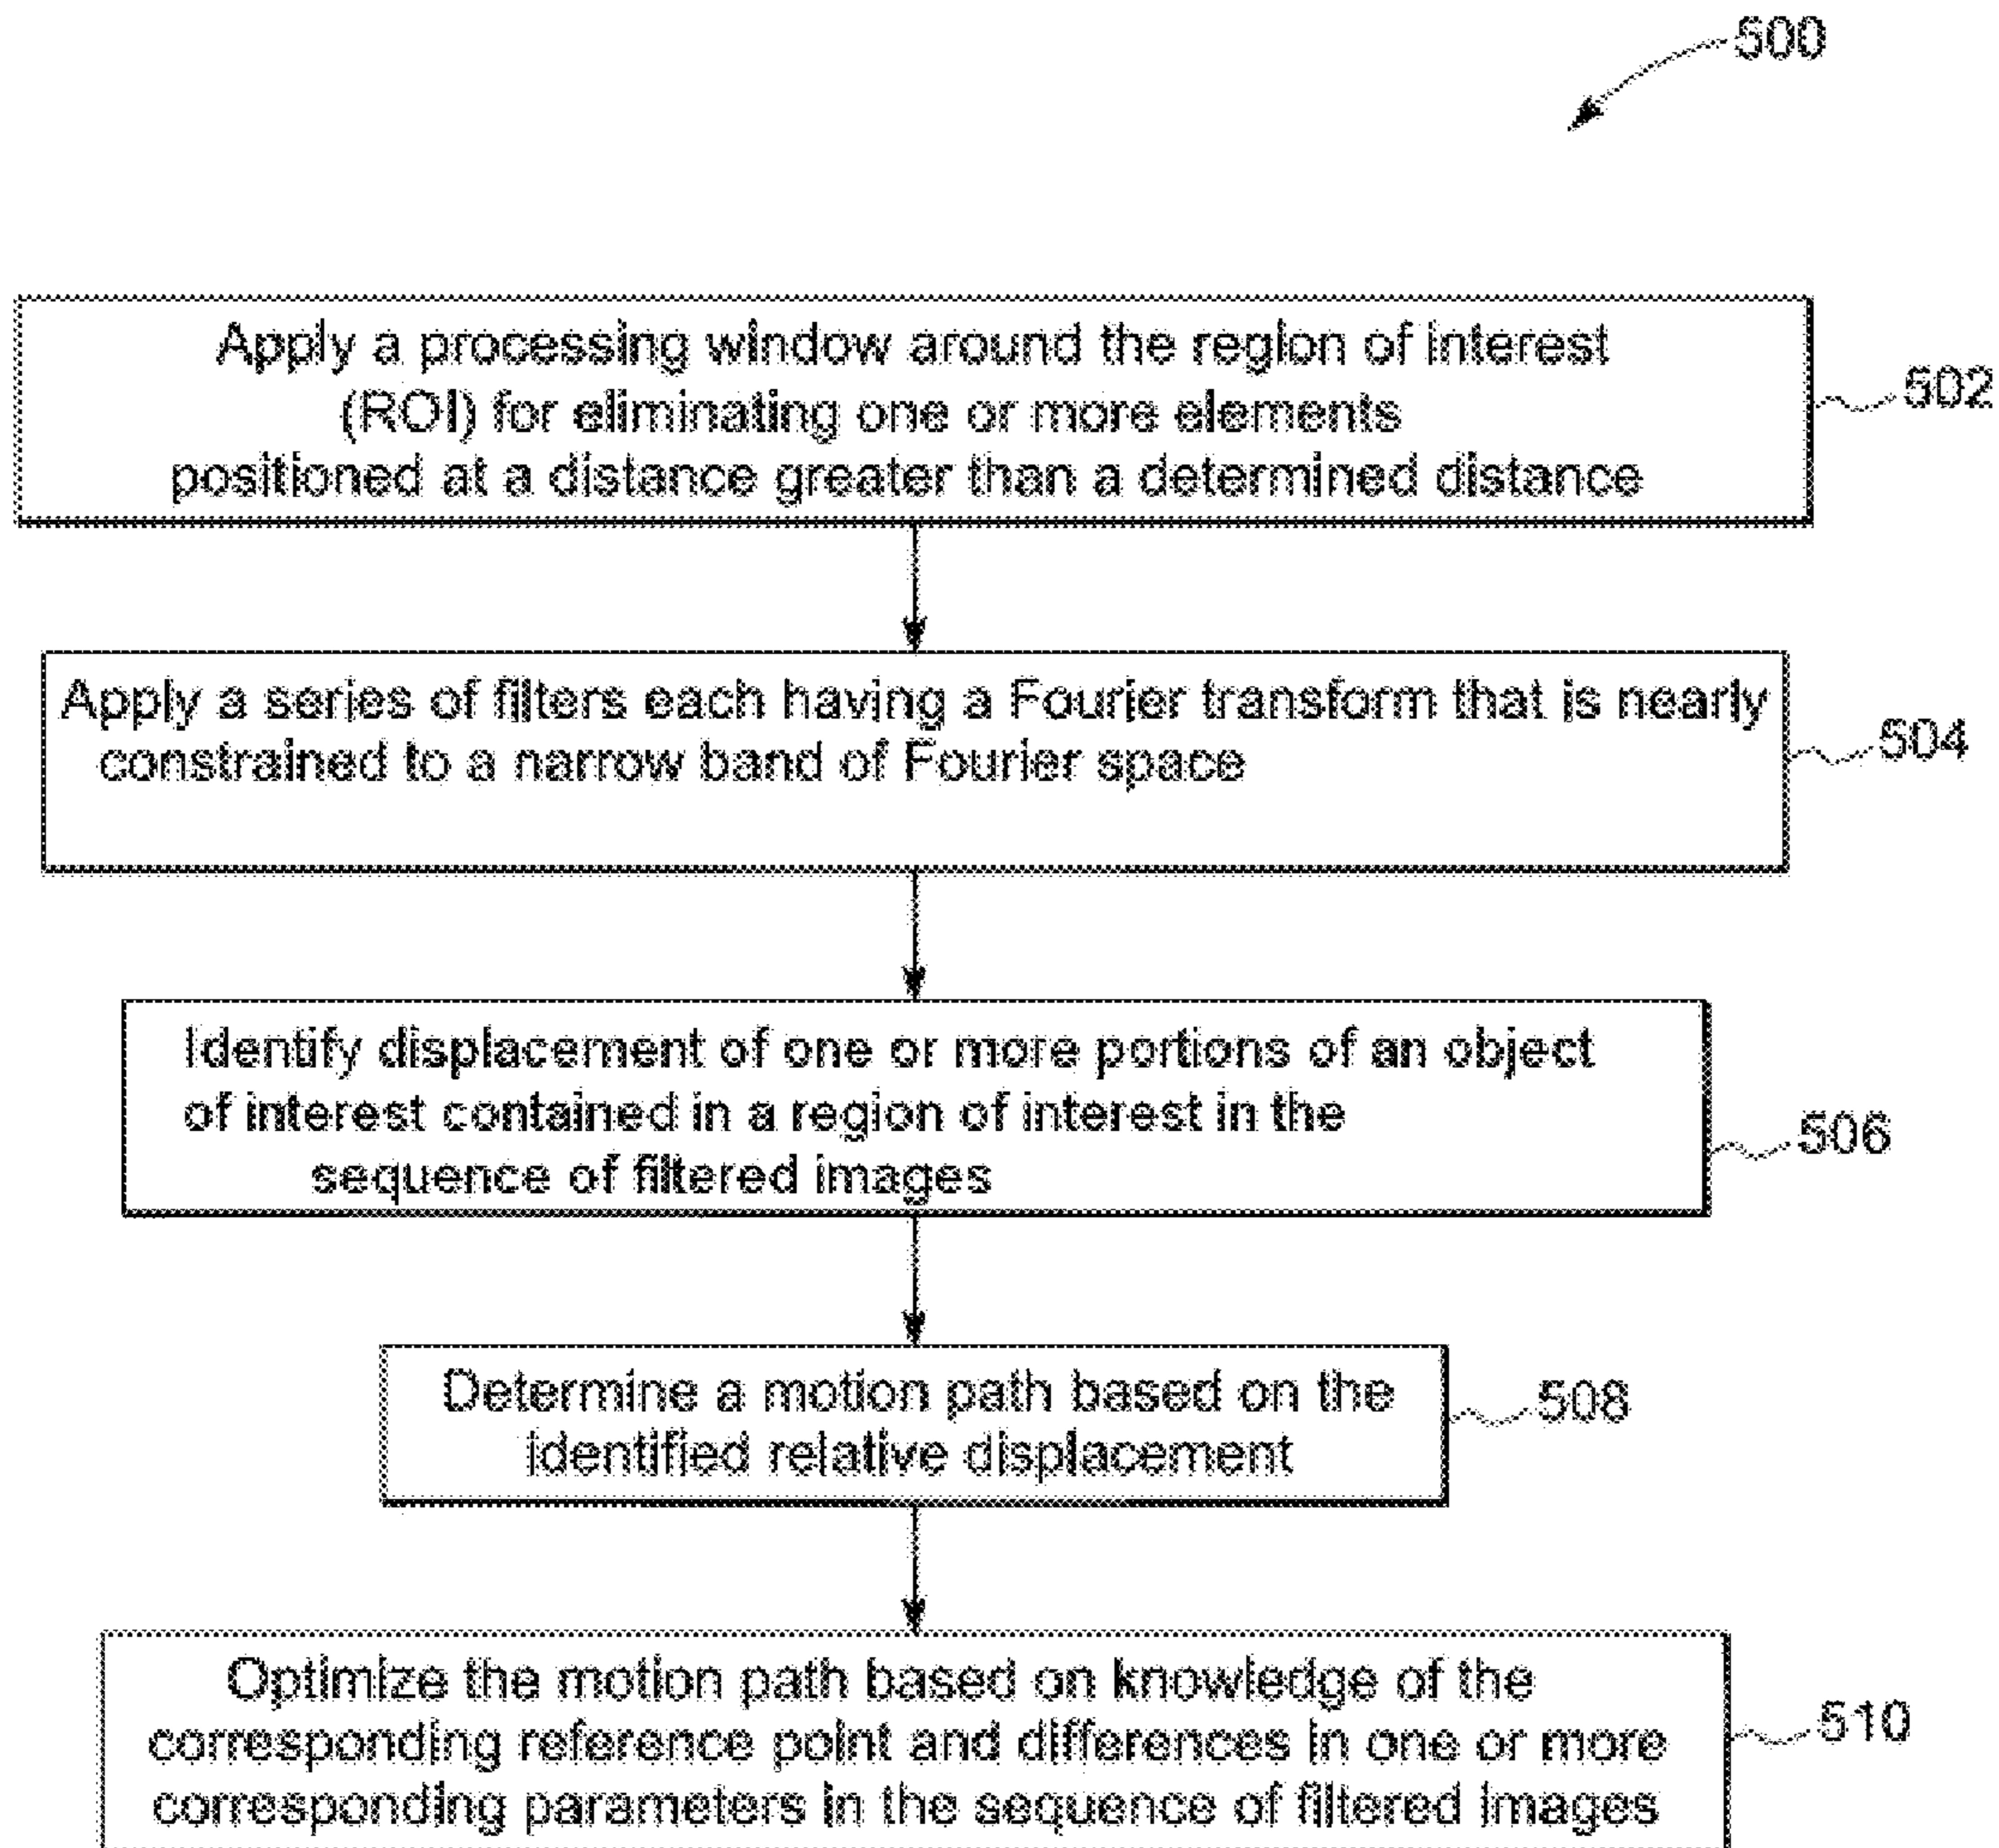 500
Apply a processing window around the region of interest
(ROI) for eliminating one or more elements
positioned at a distance greater than a determined distance
502
Apply a series of filters each having a Fourier transform that is nearly
constrained to a narrow band of Fourier space
504
Identify displacement of one or more portions of an object
of interest contained in a region of interest in the
sequence of filtered images
506
Determine a motion path based on the
identified relative displacement
508
Optimize the motion path based on knowledge of the
corresponding reference point and differences in one or more
corresponding parameters in the sequence of filtered images
510